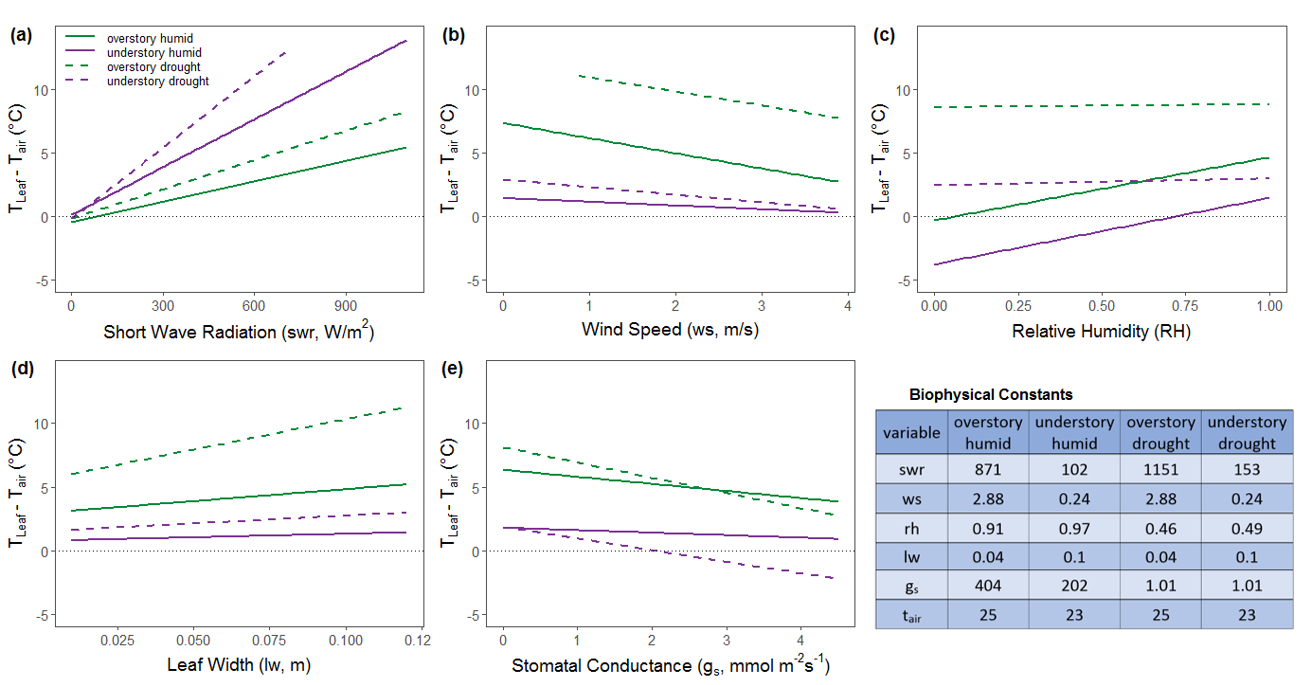 (a)
overstory humid
understory humid
overstory drought
understory drought
10
5
0
-5
T_Leaf - T_air (°C)
0 300 600 900
Short Wave Radiation (swr, W/m²)
(b)
10
5
0
-5
T_Leaf - T_air (°C)
0 1 2 3 4
Wind Speed (ws, m/s)
(c)
10
5
0
-5
T_Leaf - T_air (°C)
0.00 0.25 0.50 0.75 1.00
Relative Humidity (RH)
(d)
10
5
0
-5
T_Leaf - T_air (°C)
0.025 0.050 0.075 0.100 0.12
Leaf Width (lw, m)
(e)
10
5
0
-5
T_Leaf - T_air (°C)
0 1 2 3 4
Stomatal Conductance (g_s, mmol m⁻²s⁻¹)
Biophysical Constants
variable overstory humid understory humid overstory drought understory drought
swr 871 102 1151 153
ws 2.88 0.24 2.88 0.24
rh 0.91 0.97 0.46 0.49
lw 0.04 0.1 0.04 0.1
g_s 404 202 1.01 1.01
t_air 25 23 25 23